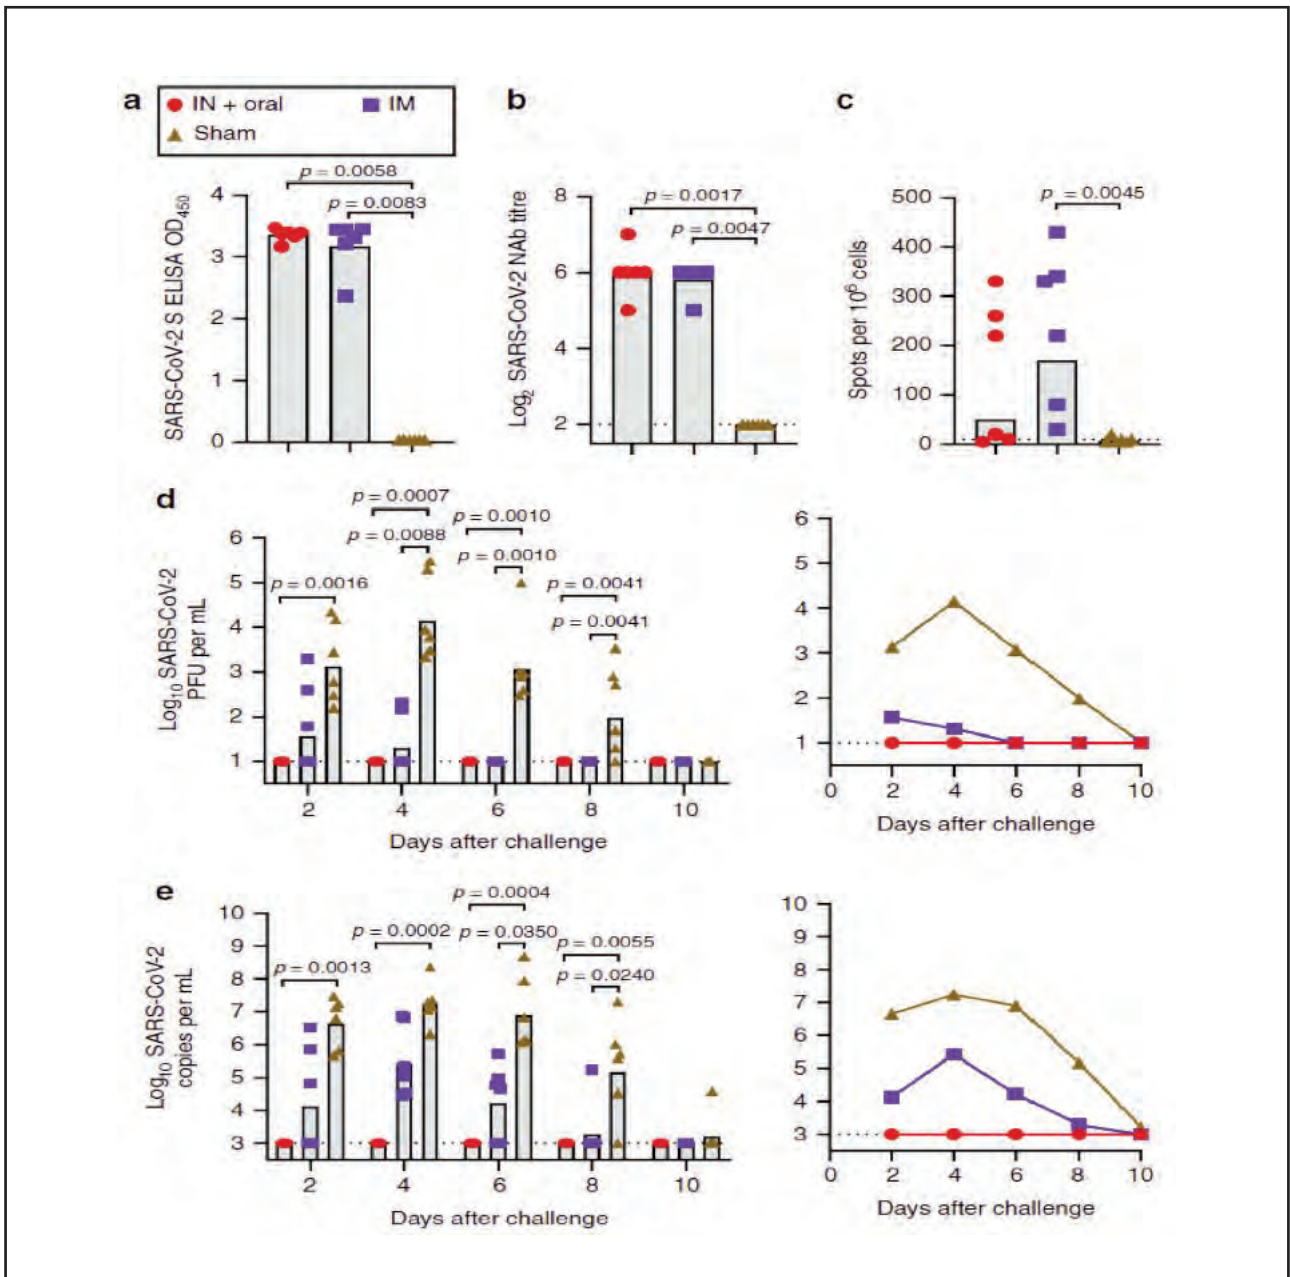 a
IN + oral
IM
Sham
p = 0.0058
p = 0.0083
SARS-CoV-2 S ELISA OD450
4
3
2
1
0
b
p = 0.0017
p = 0.0047
Log2 SARS-CoV-2 NAb titre
8
6
4
2
c
p = 0.0045
Spots per 10⁶ cells
500
400
300
200
100
0
d
p = 0.0016
p = 0.0007
p = 0.0088
p = 0.0010
p = 0.0010
p = 0.0041
p = 0.0041
Log10 SARS-CoV-2
PFU per mL
6
5
4
3
2
1
2 4 6 8 10
Days after challenge
6
5
4
3
2
1
0 2 4 6 8 10
Days after challenge
e
p = 0.0013
p = 0.0002
p = 0.0004
p = 0.0350
p = 0.0055
p = 0.0240
Log10 SARS-CoV-2
copies per mL
10
9
8
7
6
5
4
3
2 4 6 8 10
Days after challenge
10
9
8
7
6
5
4
3
0 2 4 6 8 10
Days after challenge